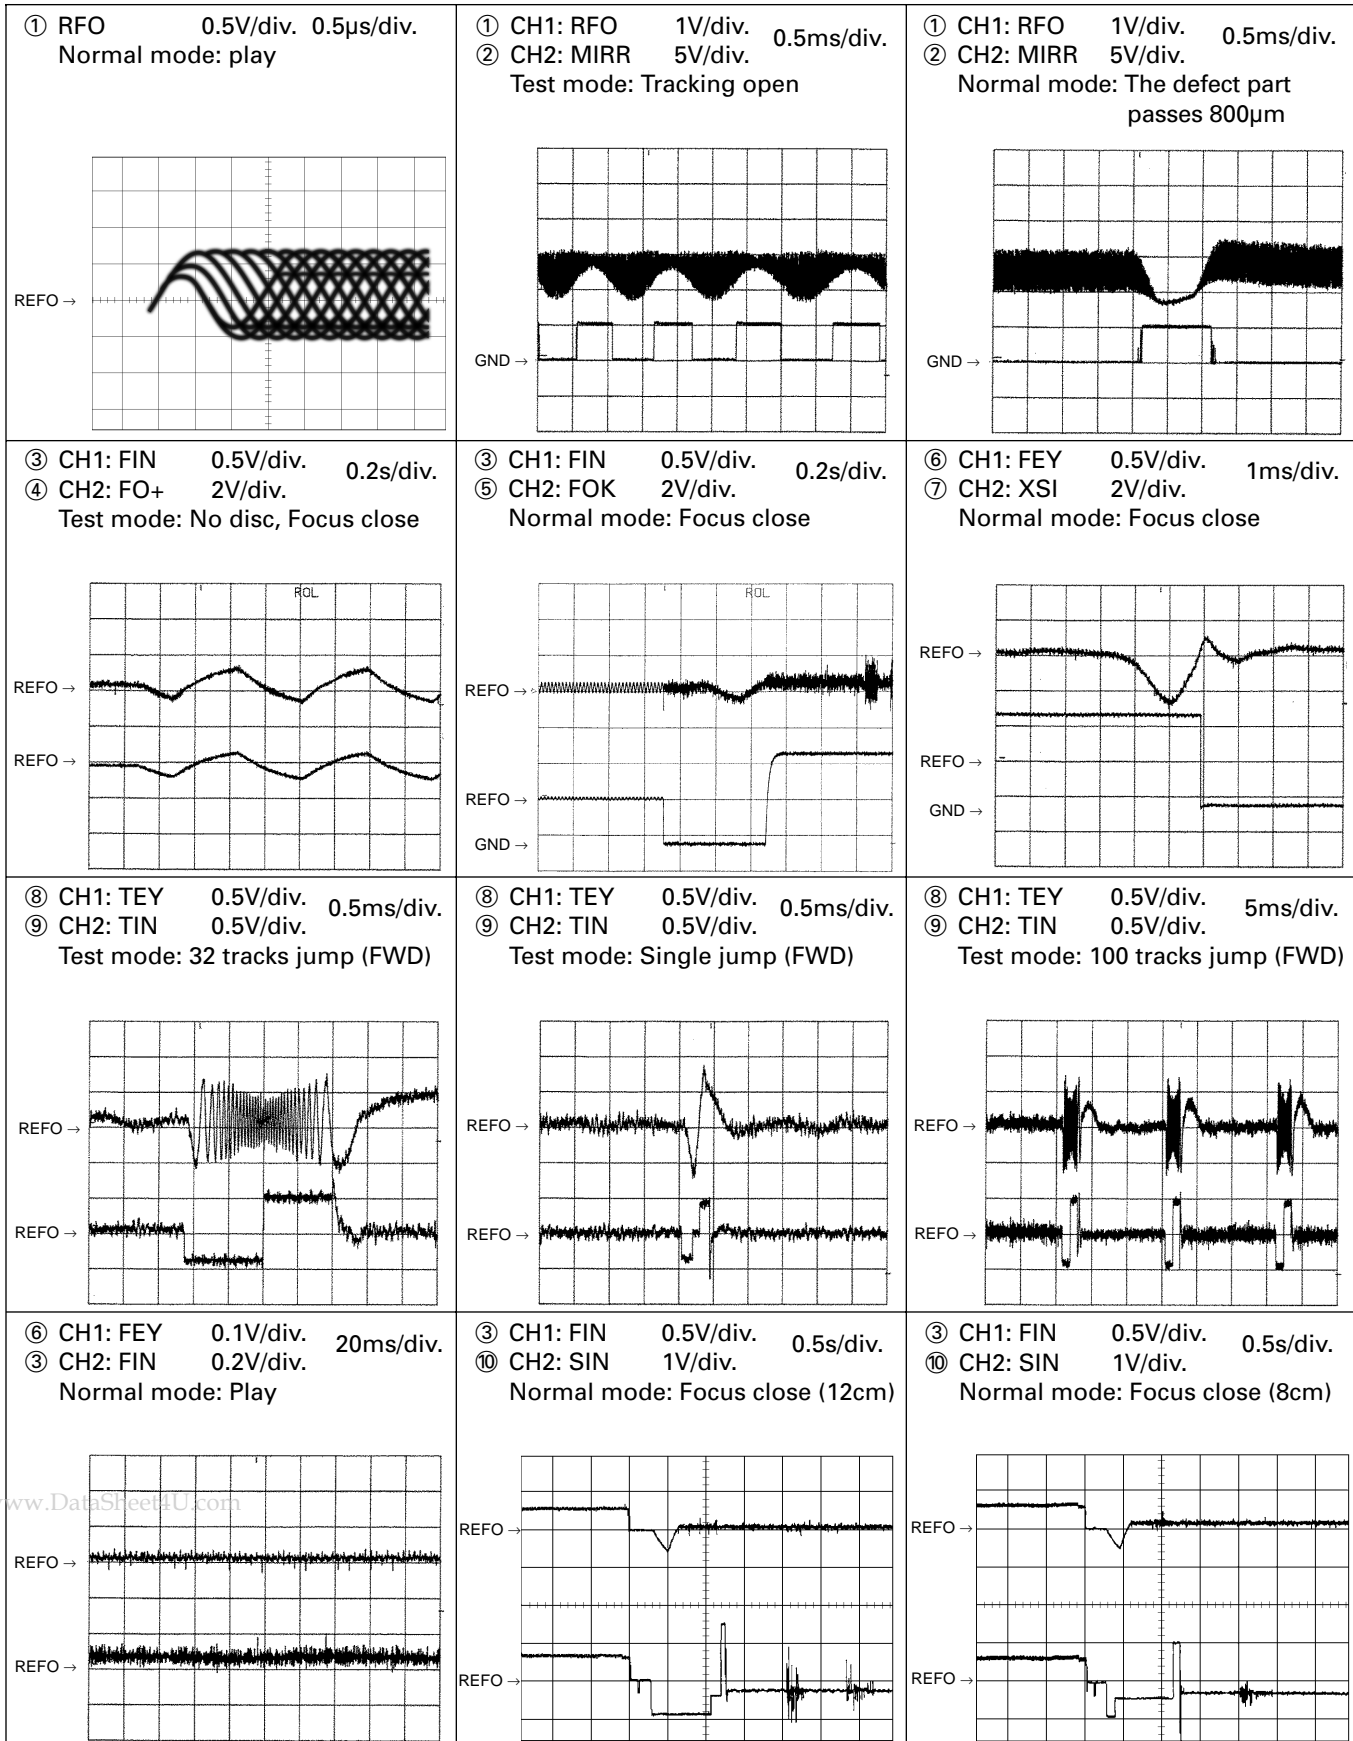 ① RFO 0.5V/div. 0.5µs/div.
Normal mode: play
REFO →
① CH1: RFO 1V/div. 0.5ms/div.
② CH2: MIRR 5V/div.
Test mode: Tracking open
GND →
① CH1: RFO 1V/div. 0.5ms/div.
② CH2: MIRR 5V/div.
Normal mode: The defect part
passes 800µm
GND →
③ CH1: FIN 0.5V/div. 0.2s/div.
④ CH2: FO+ 2V/div.
Test mode: No disc, Focus close
ROL
REFO →
REFO →
③ CH1: FIN 0.5V/div. 0.2s/div.
⑤ CH2: FOK 2V/div.
Normal mode: Focus close
ROL
REFO →
REFO →
GND →
⑥ CH1: FEY 0.5V/div. 1ms/div.
⑦ CH2: XSI 2V/div.
Normal mode: Focus close
REFO →
REFO →
GND →
⑧ CH1: TEY 0.5V/div. 0.5ms/div.
⑨ CH2: TIN 0.5V/div.
Test mode: 32 tracks jump (FWD)
REFO →
REFO →
⑧ CH1: TEY 0.5V/div. 0.5ms/div.
⑨ CH2: TIN 0.5V/div.
Test mode: Single jump (FWD)
REFO →
REFO →
⑧ CH1: TEY 0.5V/div. 5ms/div.
⑨ CH2: TIN 0.5V/div.
Test mode: 100 tracks jump (FWD)
REFO →
REFO →
⑥ CH1: FEY 0.1V/div. 20ms/div.
③ CH2: FIN 0.2V/div.
Normal mode: Play
www.DataSheet4U.com
REFO →
REFO →
③ CH1: FIN 0.5V/div. 0.5s/div.
⑩ CH2: SIN 1V/div.
Normal mode: Focus close (12cm)
REFO →
REFO →
③ CH1: FIN 0.5V/div. 0.5s/div.
⑩ CH2: SIN 1V/div.
Normal mode: Focus close (8cm)
REFO →
REFO →